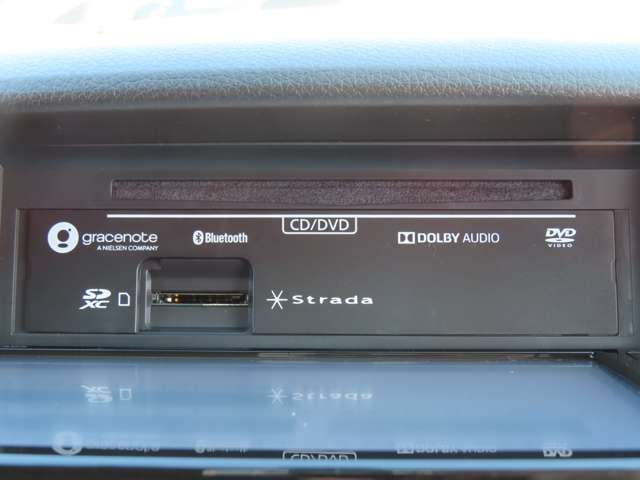 CD/DVD
gracenote
A NIELSEN COMPANY
Bluetooth
DOLBY AUDIO
DVD
VIDEO
SD
XC
Strada